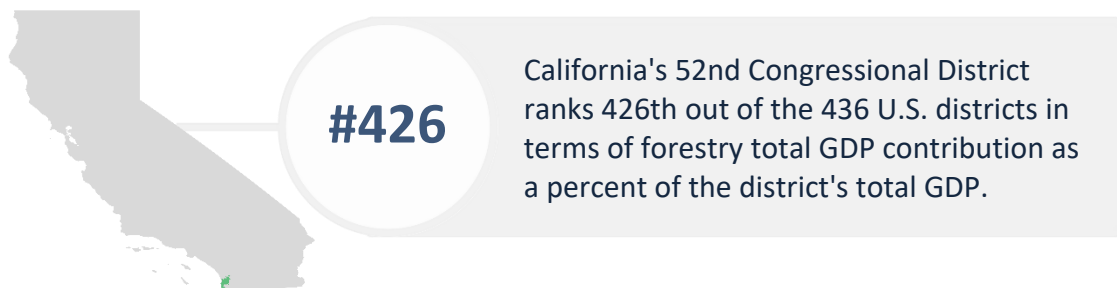 #426
California's 52nd Congressional District
ranks 426th out of the 436 U.S. districts in
terms of forestry total GDP contribution as
a percent of the district's total GDP.